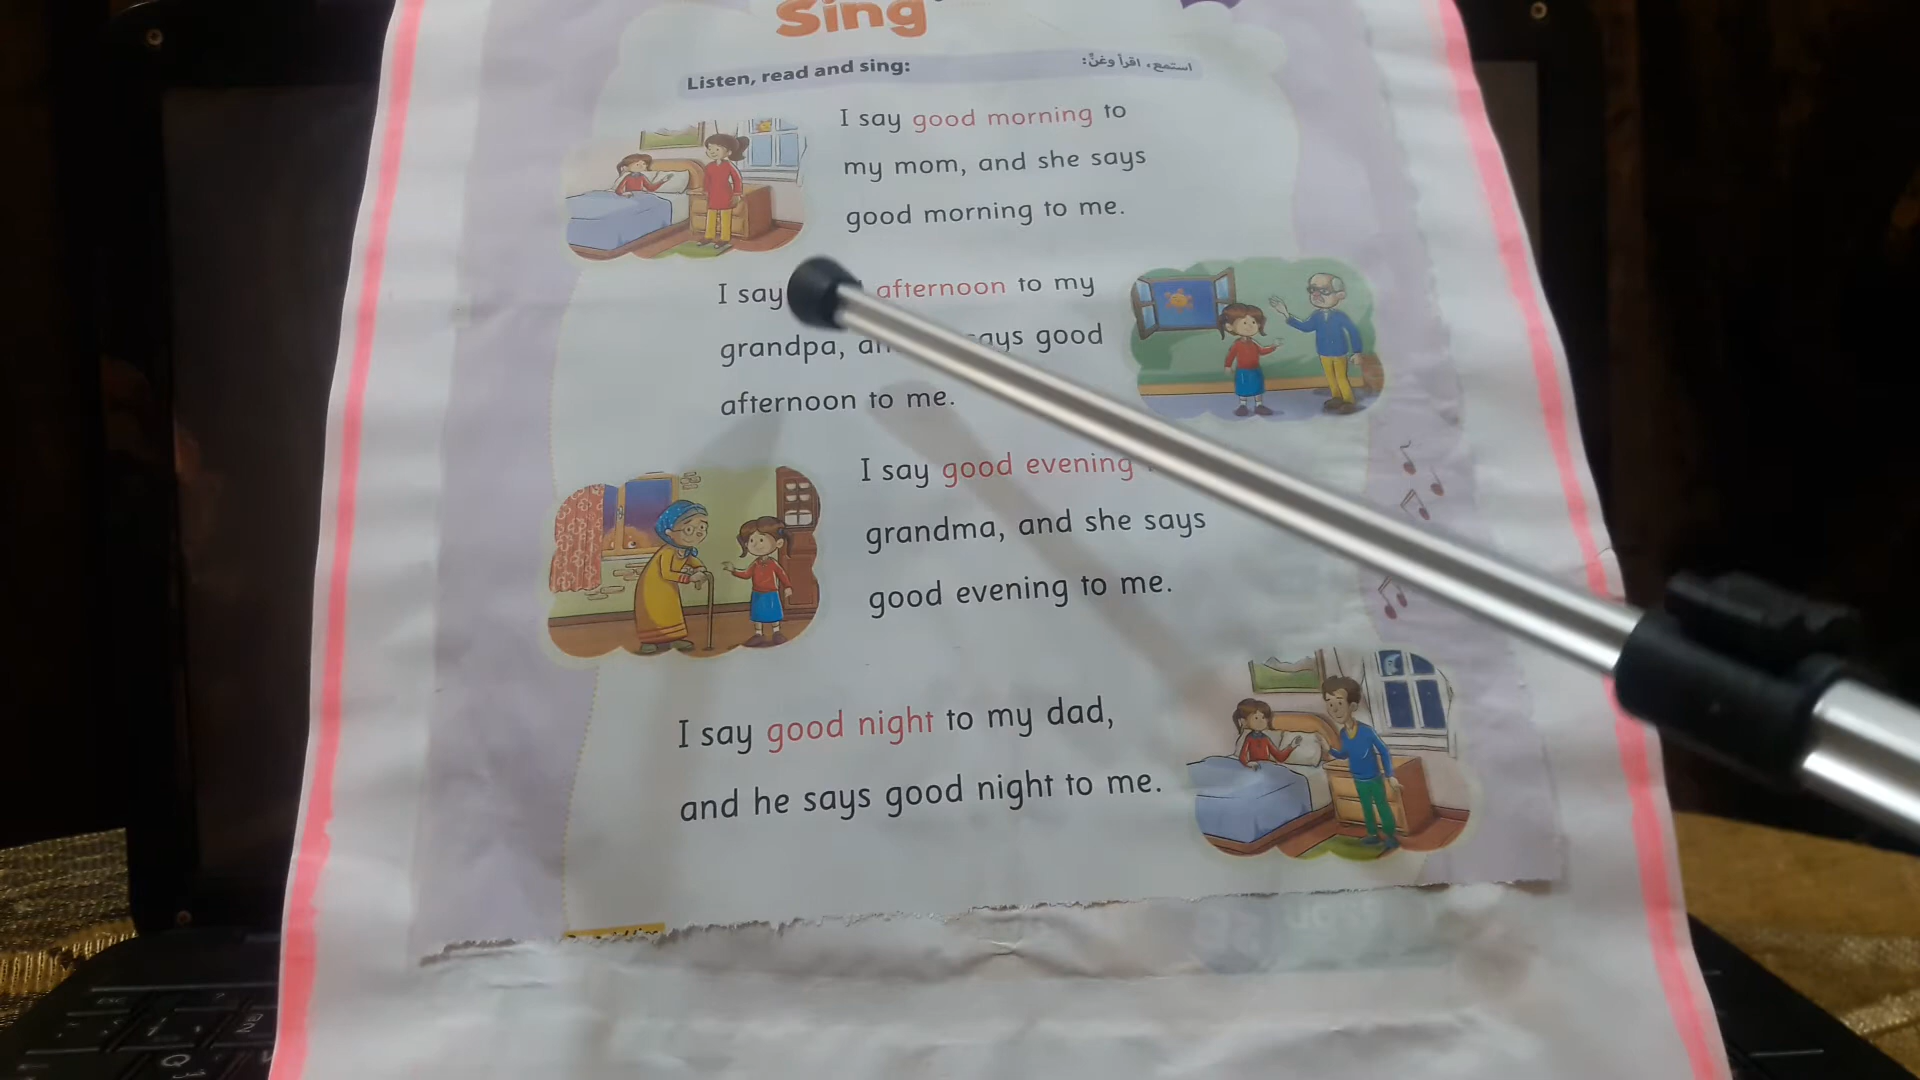 Sing
Listen, read and sing:
استمع، اقرأ وغنِّ:
I say good morning to
my mom, and she says
good morning to me.
I say afternoon to my
grandpa, says good
afternoon to me.
I say good evening
grandma, and she says
good evening to me.
I say good night to my dad,
and he says good night to me.